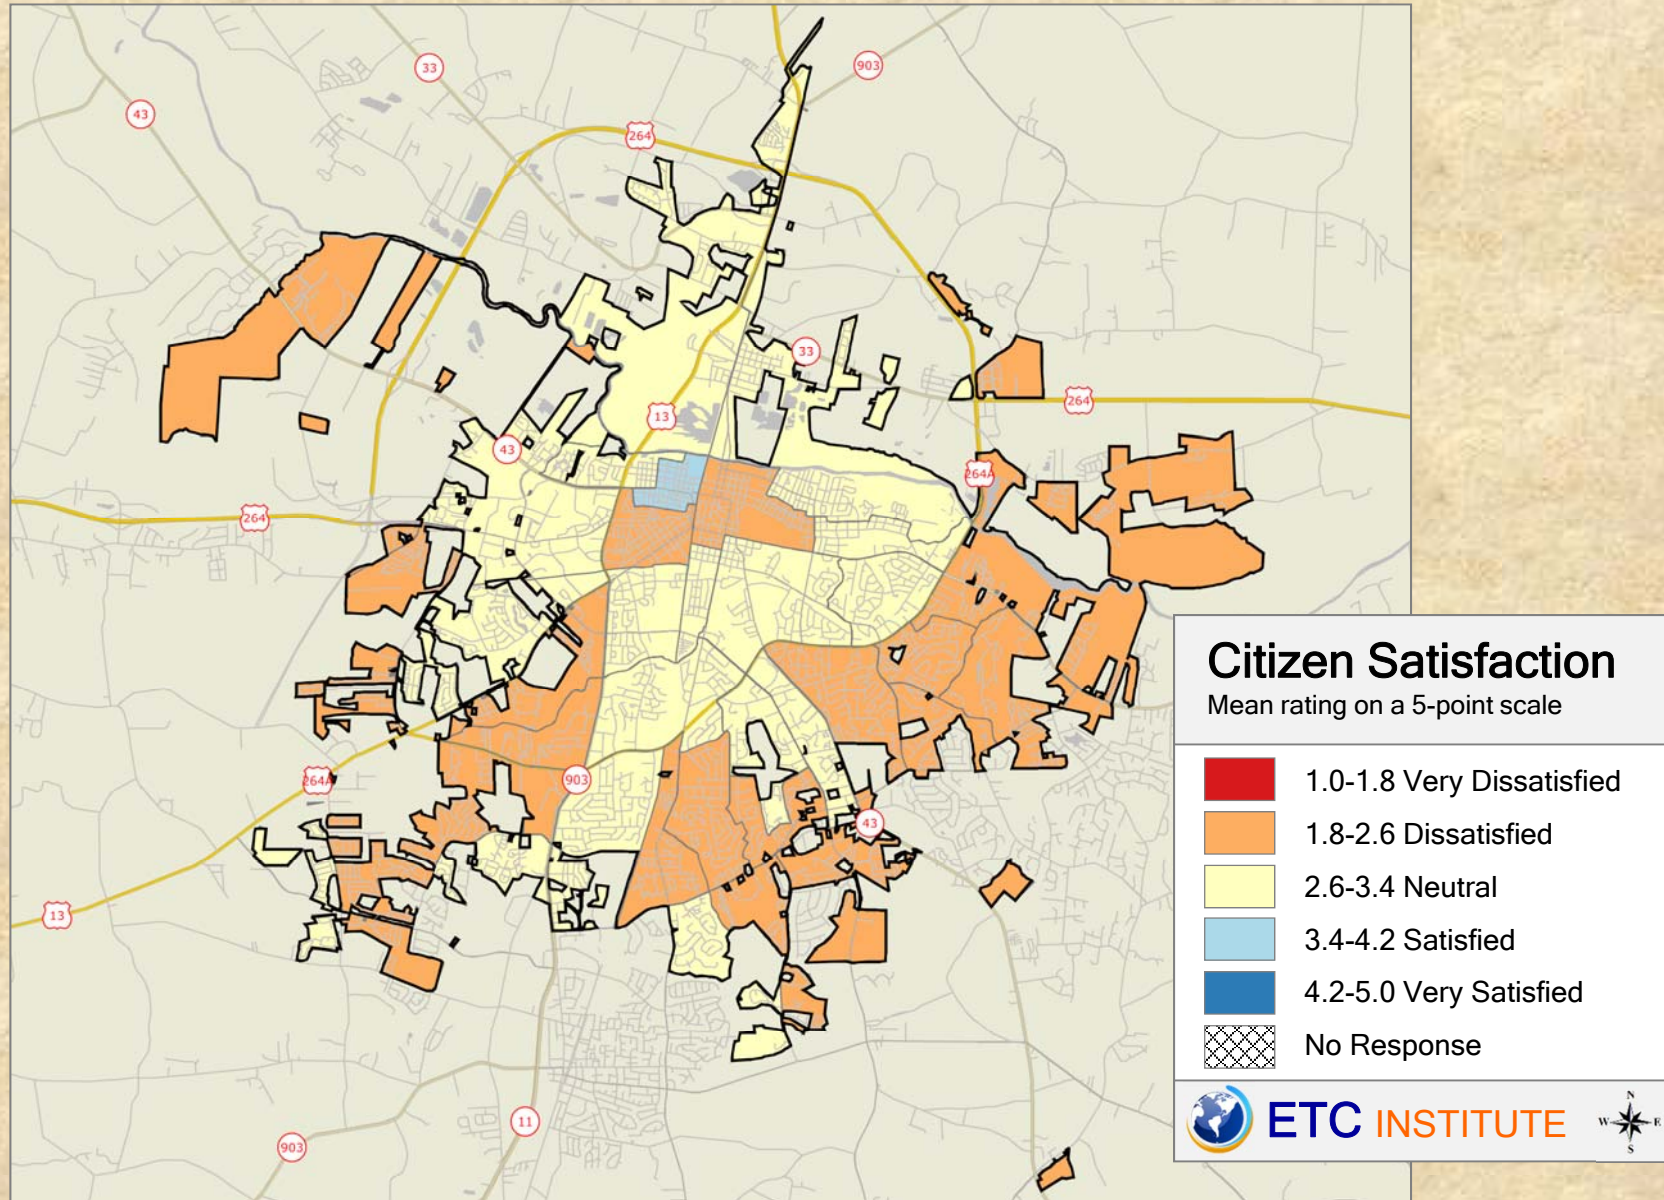 903
33
43
264
33
264
13
43
264A
264
903
264A
43
13
11
903
Citizen Satisfaction
Mean rating on a 5-point scale
1.0-1.8 Very Dissatisfied
1.8-2.6 Dissatisfied
2.6-3.4 Neutral
3.4-4.2 Satisfied
4.2-5.0 Very Satisfied
No Response
ETC INSTITUTE
N
W E
S